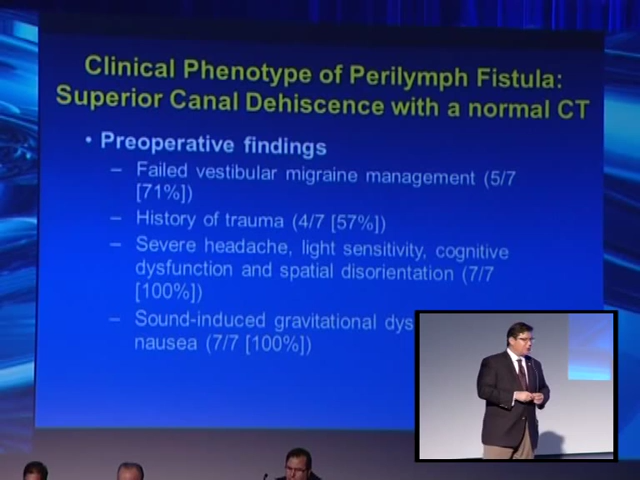 Clinical Phenotype of Perilymph Fistula:
Superior Canal Dehiscence with a normal CT
• Preoperative findings
– Failed vestibular migraine management (5/7
[71%])
– History of trauma (4/7 [57%])
– Severe headache, light sensitivity, cognitive
dysfunction and spatial disorientation (7/7
[100%])
– Sound-induced gravitational
nausea (7/7 [100%])